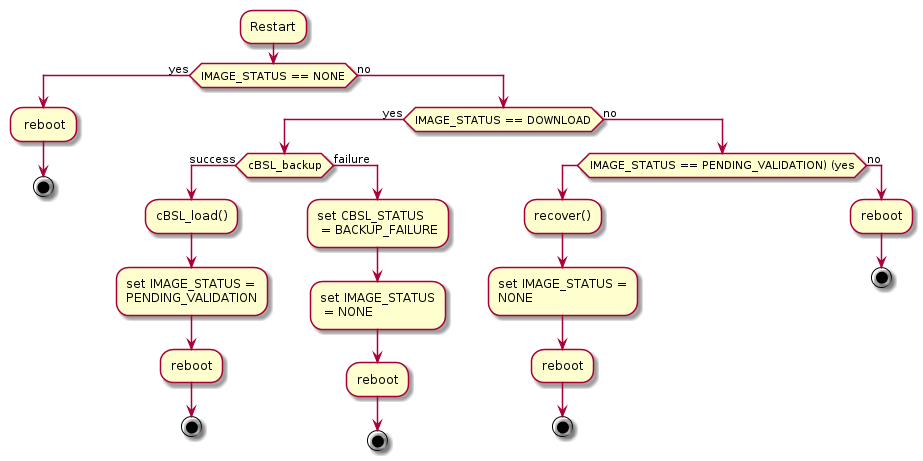 Restart
yes
IMAGE_STATUS == NONE
no
reboot
yes
IMAGE_STATUS == DOWNLOAD
no
success
cBSL_backup
failure
IMAGE_STATUS == PENDING_VALIDATION) (yes
no
cBSL_load()
set CBSL_STATUS
= BACKUP_FAILURE
recover()
reboot
set IMAGE_STATUS =
PENDING_VALIDATION
set IMAGE_STATUS
= NONE
set IMAGE_STATUS =
NONE
reboot
reboot
reboot